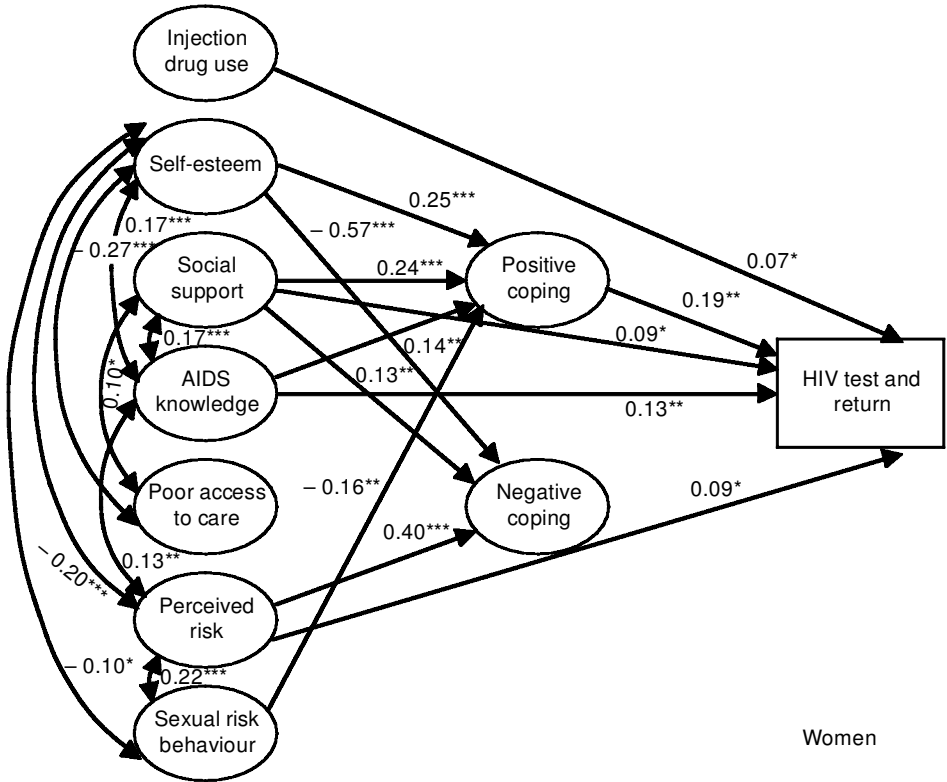 Injection
drug use
Self-esteem
0.25***
0.17***
– 0.57***
– 0.27***
0.07*
Social
support
0.24***
Positive
coping
0.19**
0.09*
0.17***
0.14**
AIDS
knowledge
0.10*
0.13**
0.13**
HIV test and
return
Poor access
to care
– 0.16**
Negative
coping
0.09*
0.40***
0.13**
– 0.20***
Perceived
risk
– 0.10*
0.22***
Sexual risk
behaviour
Women